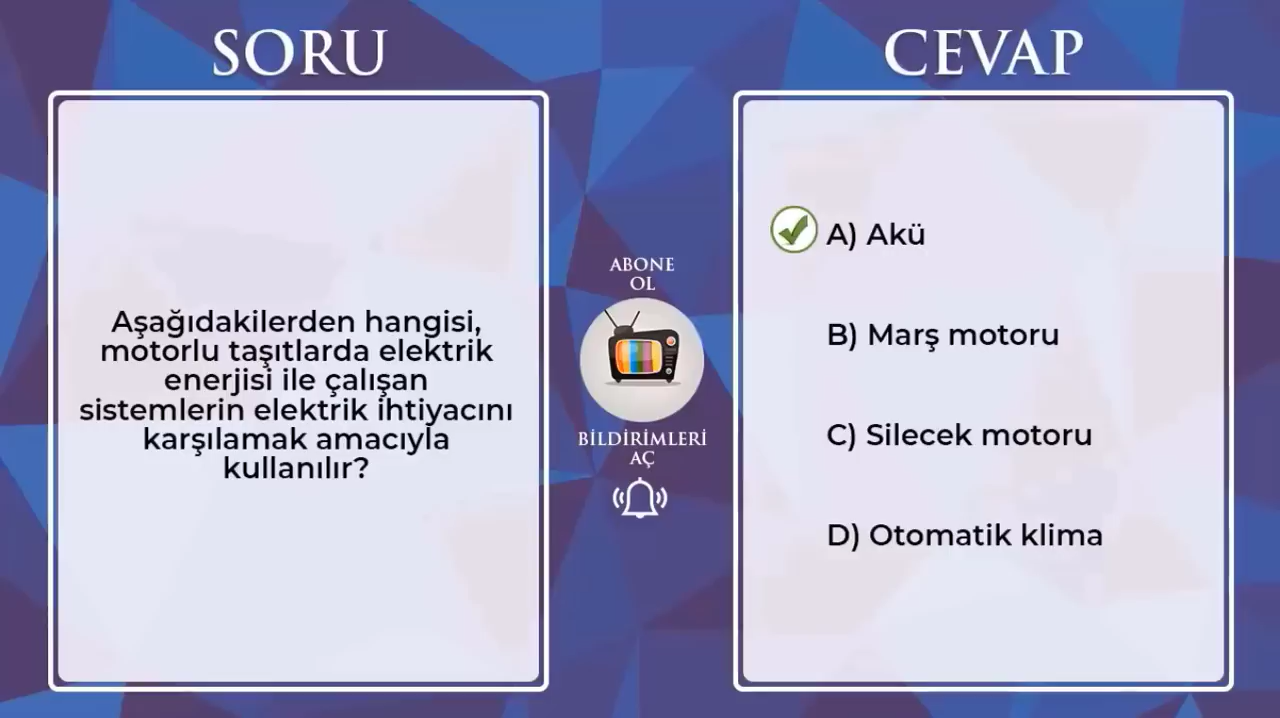 SORU
Aşağıdakilerden hangisi,
motorlu taşıtlarda elektrik
enerjisi ile çalışan
sistemlerin elektrik ihtiyacını
karşılamak amacıyla
kullanılır?
ABONE
OL
BİLDİRİMLERİ
AÇ
CEVAP
A) Akü
B) Marş motoru
C) Silecek motoru
D) Otomatik klima